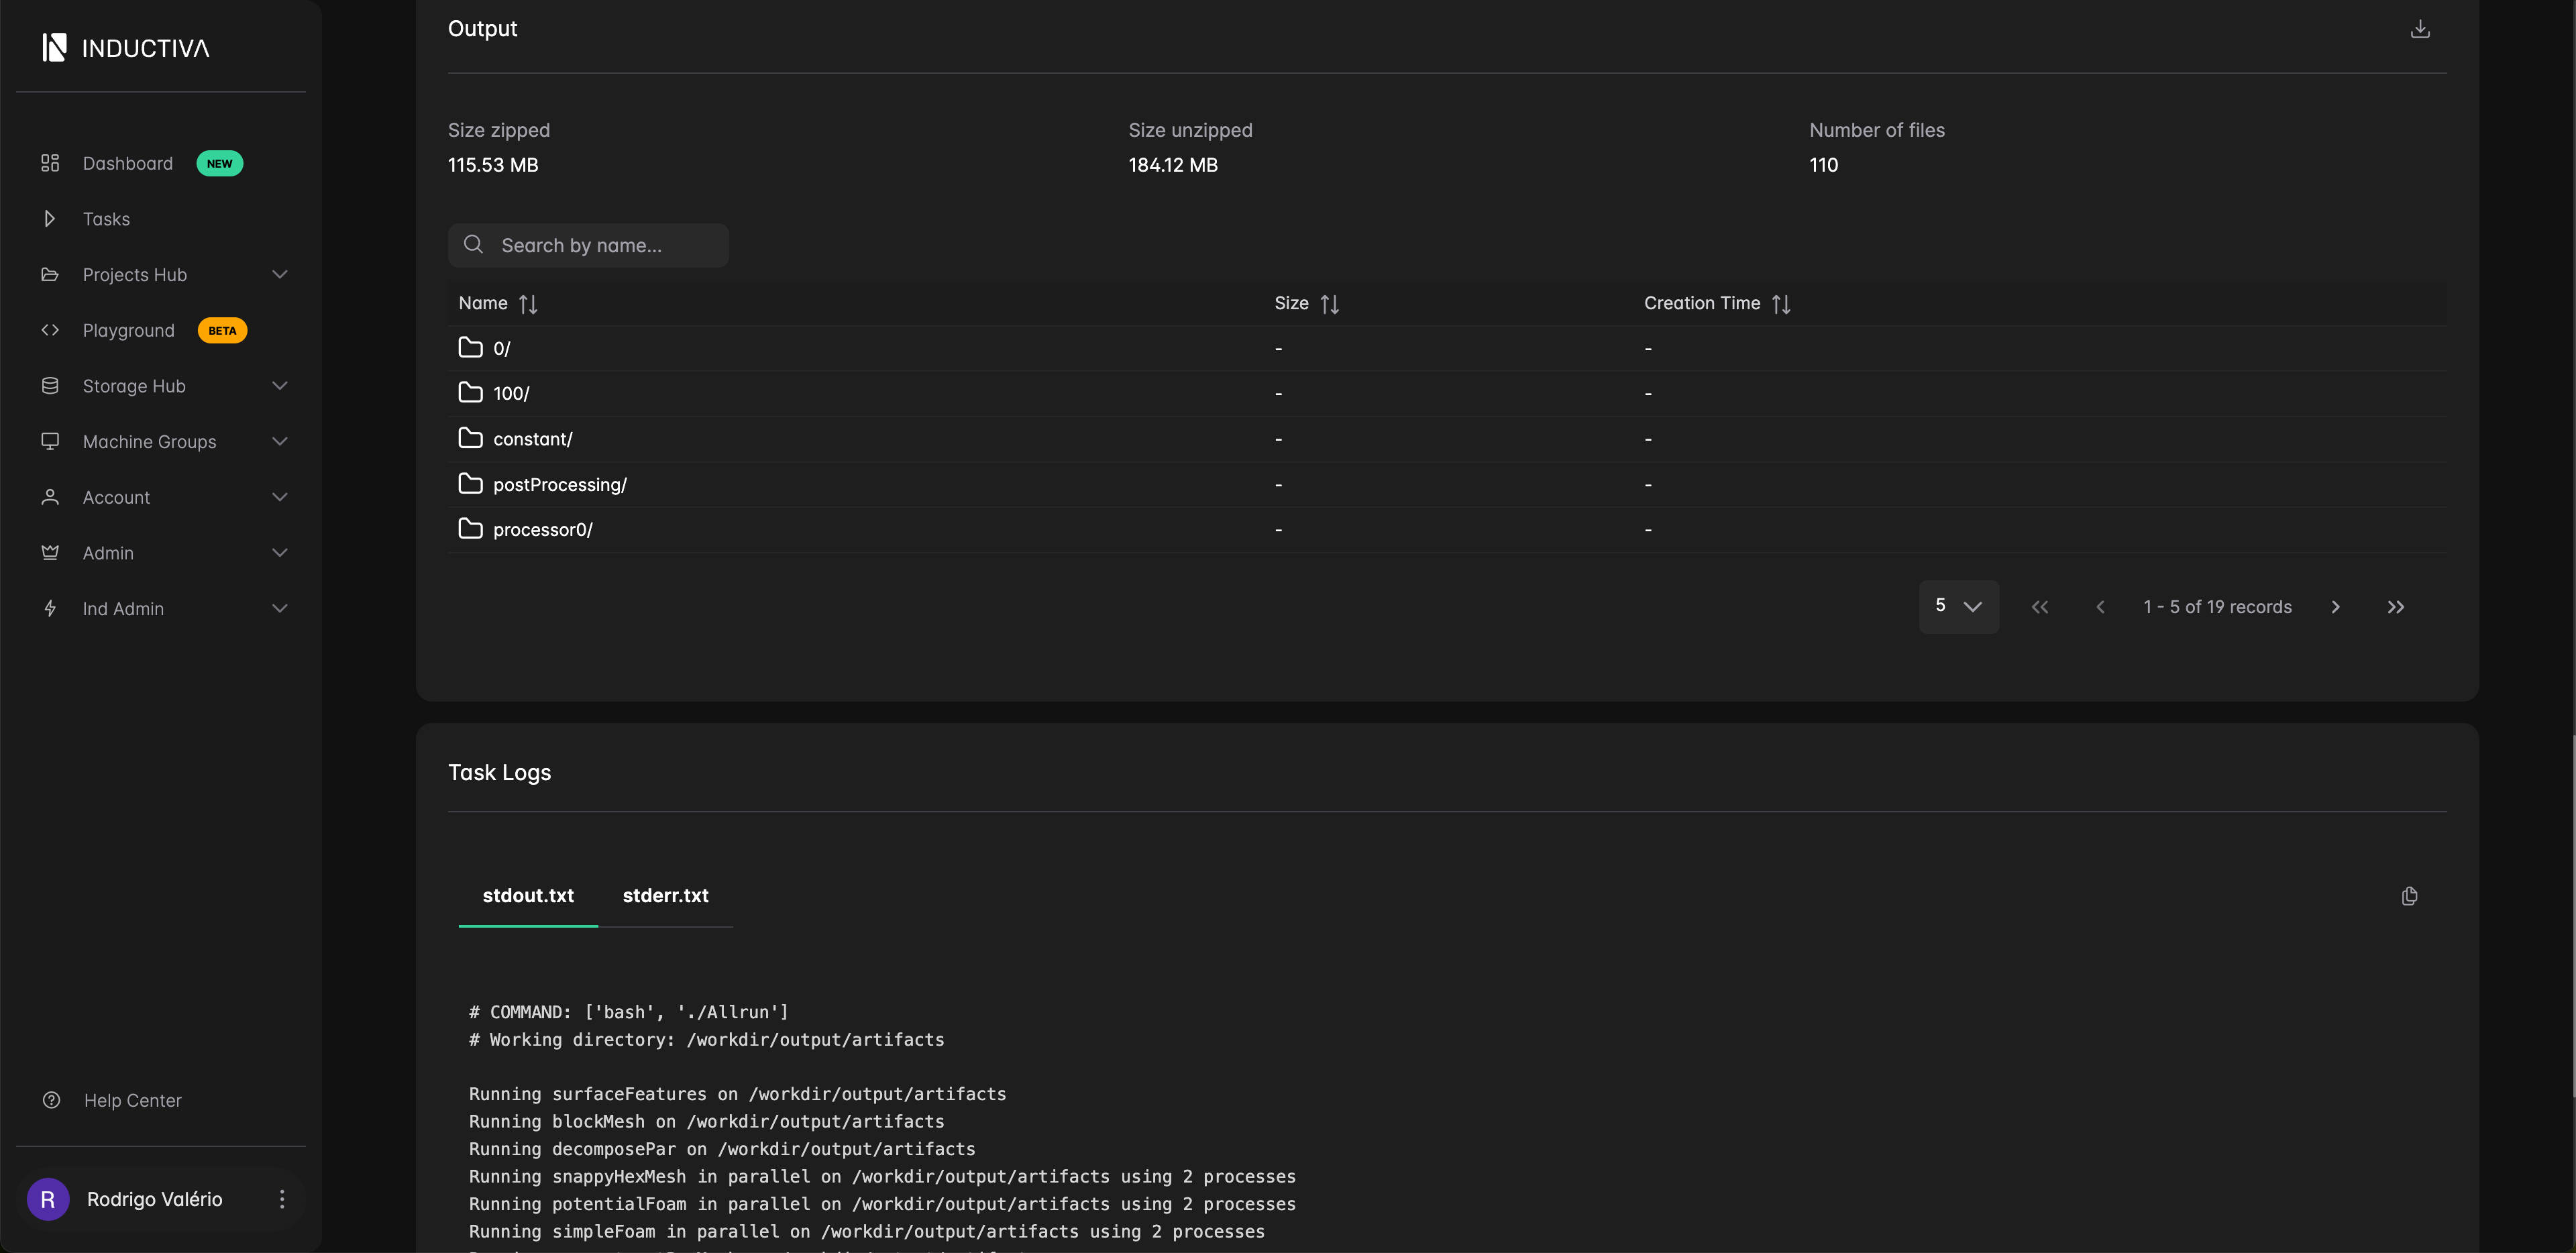 INDUCTIVA
Dashboard NEW
Tasks
Projects Hub
Playground BETA
Storage Hub
Machine Groups
Account
Admin
Ind Admin
Help Center
R Rodrigo Valério
Output
Size zipped Size unzipped Number of files
115.53 MB 184.12 MB 110
Search by name...
Name Size Creation Time
0/ - -
100/ - -
constant/ - -
postProcessing/ - -
processor0/ - -
5 1 - 5 of 19 records
Task Logs
stdout.txt stderr.txt
# COMMAND: ['bash', './Allrun']
# Working directory: /workdir/output/artifacts
Running surfaceFeatures on /workdir/output/artifacts
Running blockMesh on /workdir/output/artifacts
Running decomposePar on /workdir/output/artifacts
Running snappyHexMesh in parallel on /workdir/output/artifacts using 2 processes
Running potentialFoam in parallel on /workdir/output/artifacts using 2 processes
Running simpleFoam in parallel on /workdir/output/artifacts using 2 processes